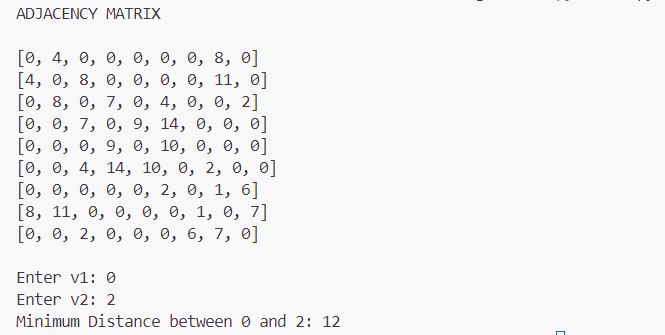 ADJACENCY MATRIX
[0, 4, 0, 0, 0, 0, 0, 8, 0]
[4, 0, 8, 0, 0, 0, 0, 11, 0]
[0, 8, 0, 7, 0, 4, 0, 0, 2]
[0, 0, 7, 0, 9, 14, 0, 0, 0]
[0, 0, 0, 9, 0, 10, 0, 0, 0]
[0, 0, 4, 14, 10, 0, 2, 0, 0]
[0, 0, 0, 0, 0, 2, 0, 1, 6]
[8, 11, 0, 0, 0, 0, 1, 0, 7]
[0, 0, 2, 0, 0, 0, 6, 7, 0]
Enter v1: 0
Enter v2: 2
Minimum Distance between 0 and 2: 12